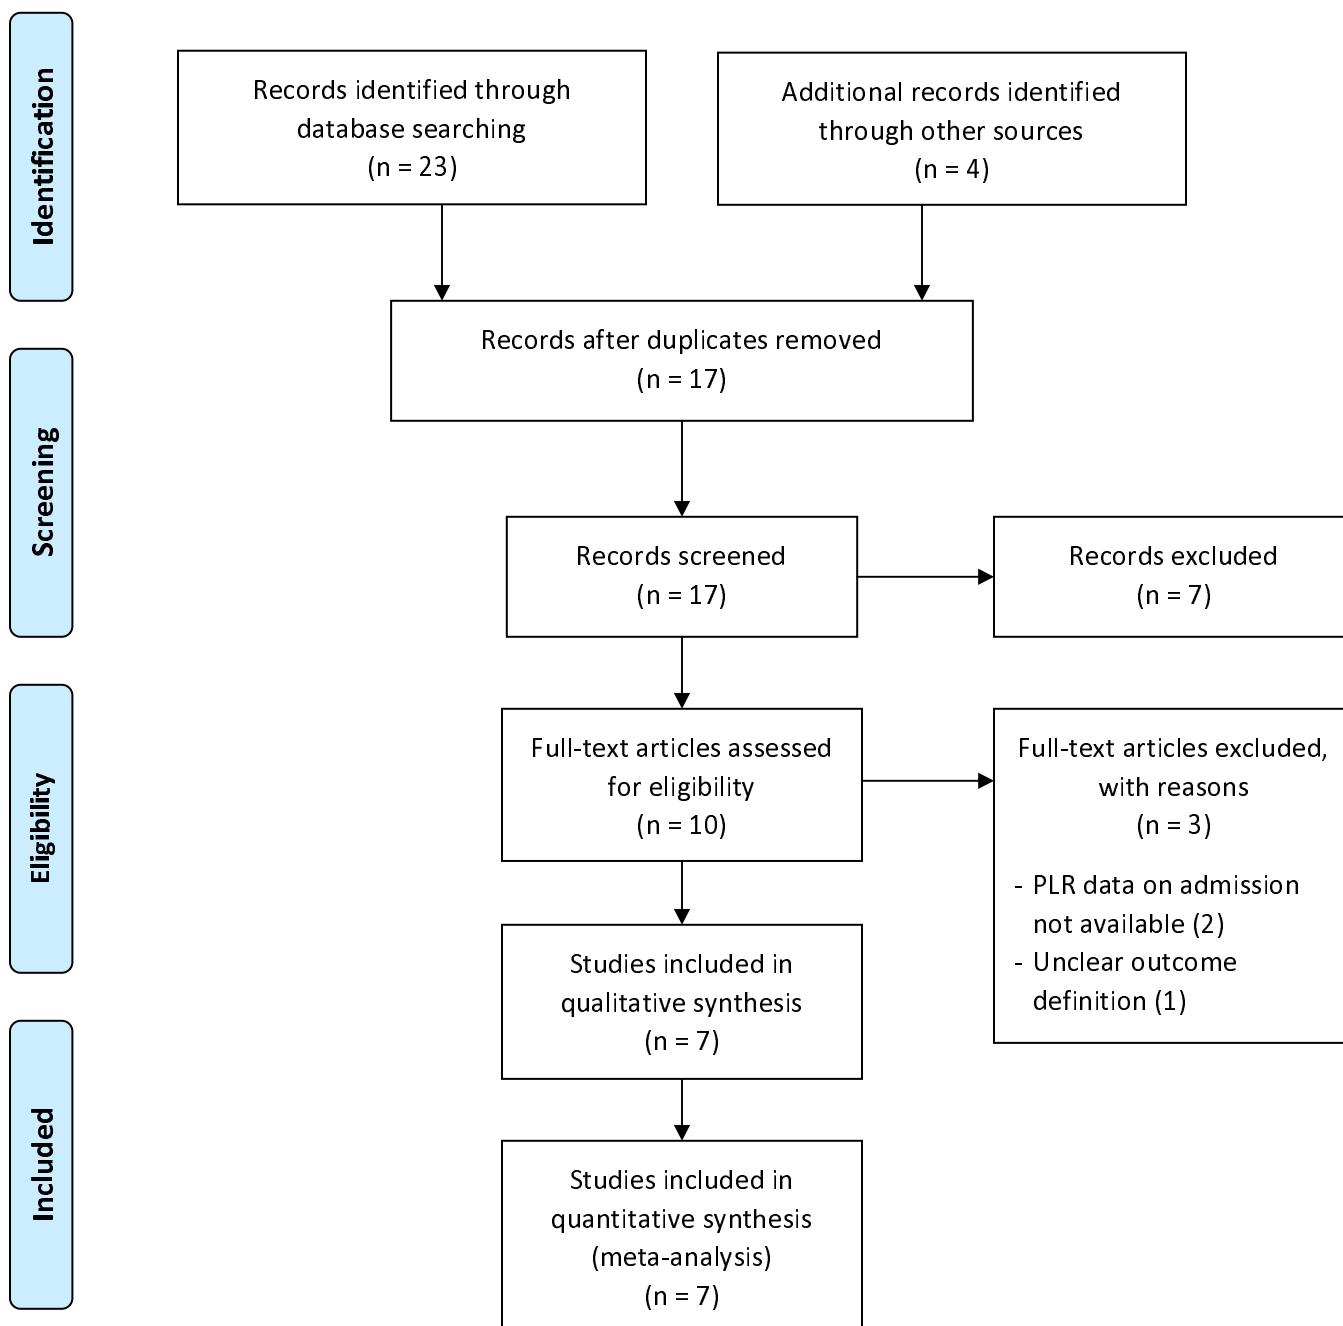 Identification
Records identified through
database searching
(n = 23)
Additional records identified
through other sources
(n = 4)
Records after duplicates removed
(n = 17)
Screening
Records screened
(n = 17)
Records excluded
(n = 7)
Eligibility
Full-text articles assessed
for eligibility
(n = 10)
Full-text articles excluded,
with reasons
(n = 3)
- PLR data on admission
not available (2)
- Unclear outcome
definition (1)
Studies included in
qualitative synthesis
(n = 7)
Included
Studies included in
quantitative synthesis
(meta-analysis)
(n = 7)